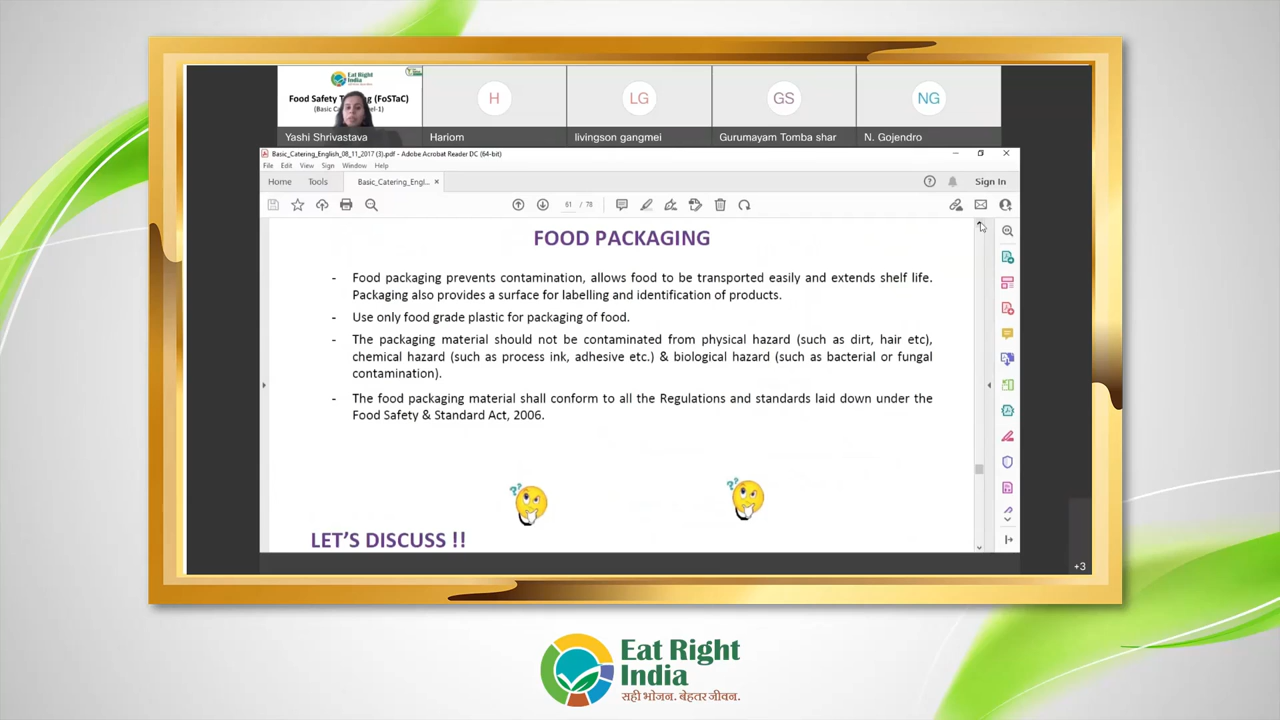 Eat Right
India
Food Safety T
(FoSTaC)
(Basic Ca
Yashi Shrivastava
H
Hariom
LG
livingson gangmei
GS
Gurumayam Tomba shar
NG
N. Gojendro
Basic_Catering_English_08_11_2017 (3).pdf - Adobe Acrobat Reader DC (64-bit)
File Edit View Sign Window Help
Home Tools Basic_Catering_Engl... × Sign In
61 / 78
FOOD PACKAGING
- Food packaging prevents contamination, allows food to be transported easily and extends shelf life.
Packaging also provides a surface for labelling and identification of products.
- Use only food grade plastic for packaging of food.
- The packaging material should not be contaminated from physical hazard (such as dirt, hair etc),
chemical hazard (such as process ink, adhesive etc.) & biological hazard (such as bacterial or fungal
contamination).
- The food packaging material shall conform to all the Regulations and standards laid down under the
Food Safety & Standard Act, 2006.
??
??
LET'S DISCUSS !!
+3
Eat Right
India
सही भोजन. बेहतर जीवन.